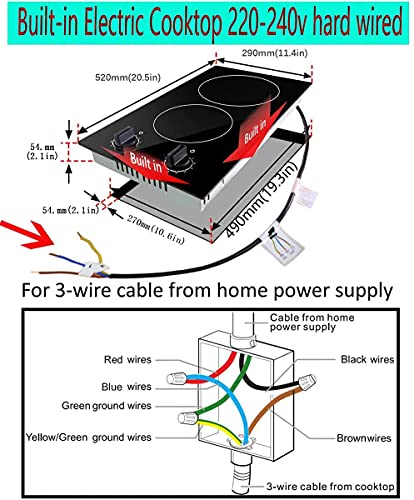 Built-in Electric Cooktop 220-240v hard wired
290mm(11.4in)
520mm(20.5in)
54.mm
(2.1in)
Built in
Built in
54.mm(2.1in)
270mm(10.6in)
490mm(19.3in)
For 3-wire cable from home power supply
Cable from home
power supply
Red wires
Black wires
Blue wires
Green ground wires
Yellow/Green ground wires
Brownwires
3-wire cable from cooktop